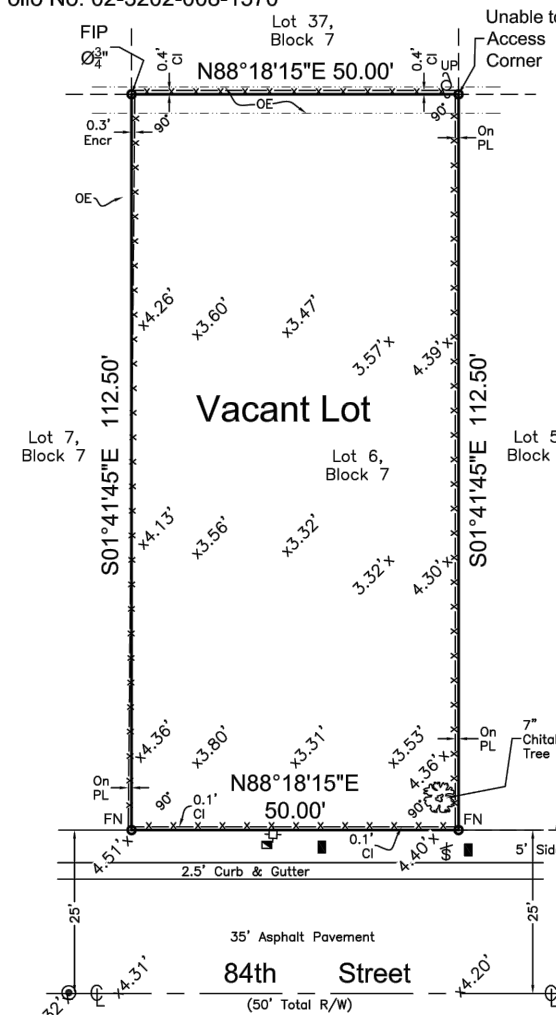 Lot 37,
Block 7
FIP
Ø3/4"
0.4'
CI
N88°18'15"E 50.00'
0.4'
CI
UP
Unable to
Access
Corner
OE
90'
90'
0.3'
Encr
On
PL
OE
x4.26'
x3.60'
x3.47'
3.57'x
4.39'x
S01°41'45"E 112.50'
Vacant Lot
S01°41'45"E 112.50'
Lot 7,
Block 7
Lot 6,
Block 7
Lot 5
Block
x4.13'
x3.56'
x3.32'
3.32'x
4.30'x
x4.36'
x3.80'
x3.31'
x3.53'
4.36'x
On
PL
7"
Tree
On
PL
N88°18'15"E
50.00'
90'
0.1'
CI
90'
FN
0.1'
CI
FN
4.51'x
4.40'x
5'
2.5' Curb & Gutter
25'
25'
35' Asphalt Pavement
x4.31'
84th Street
x4.20'
(50' Total R/W)